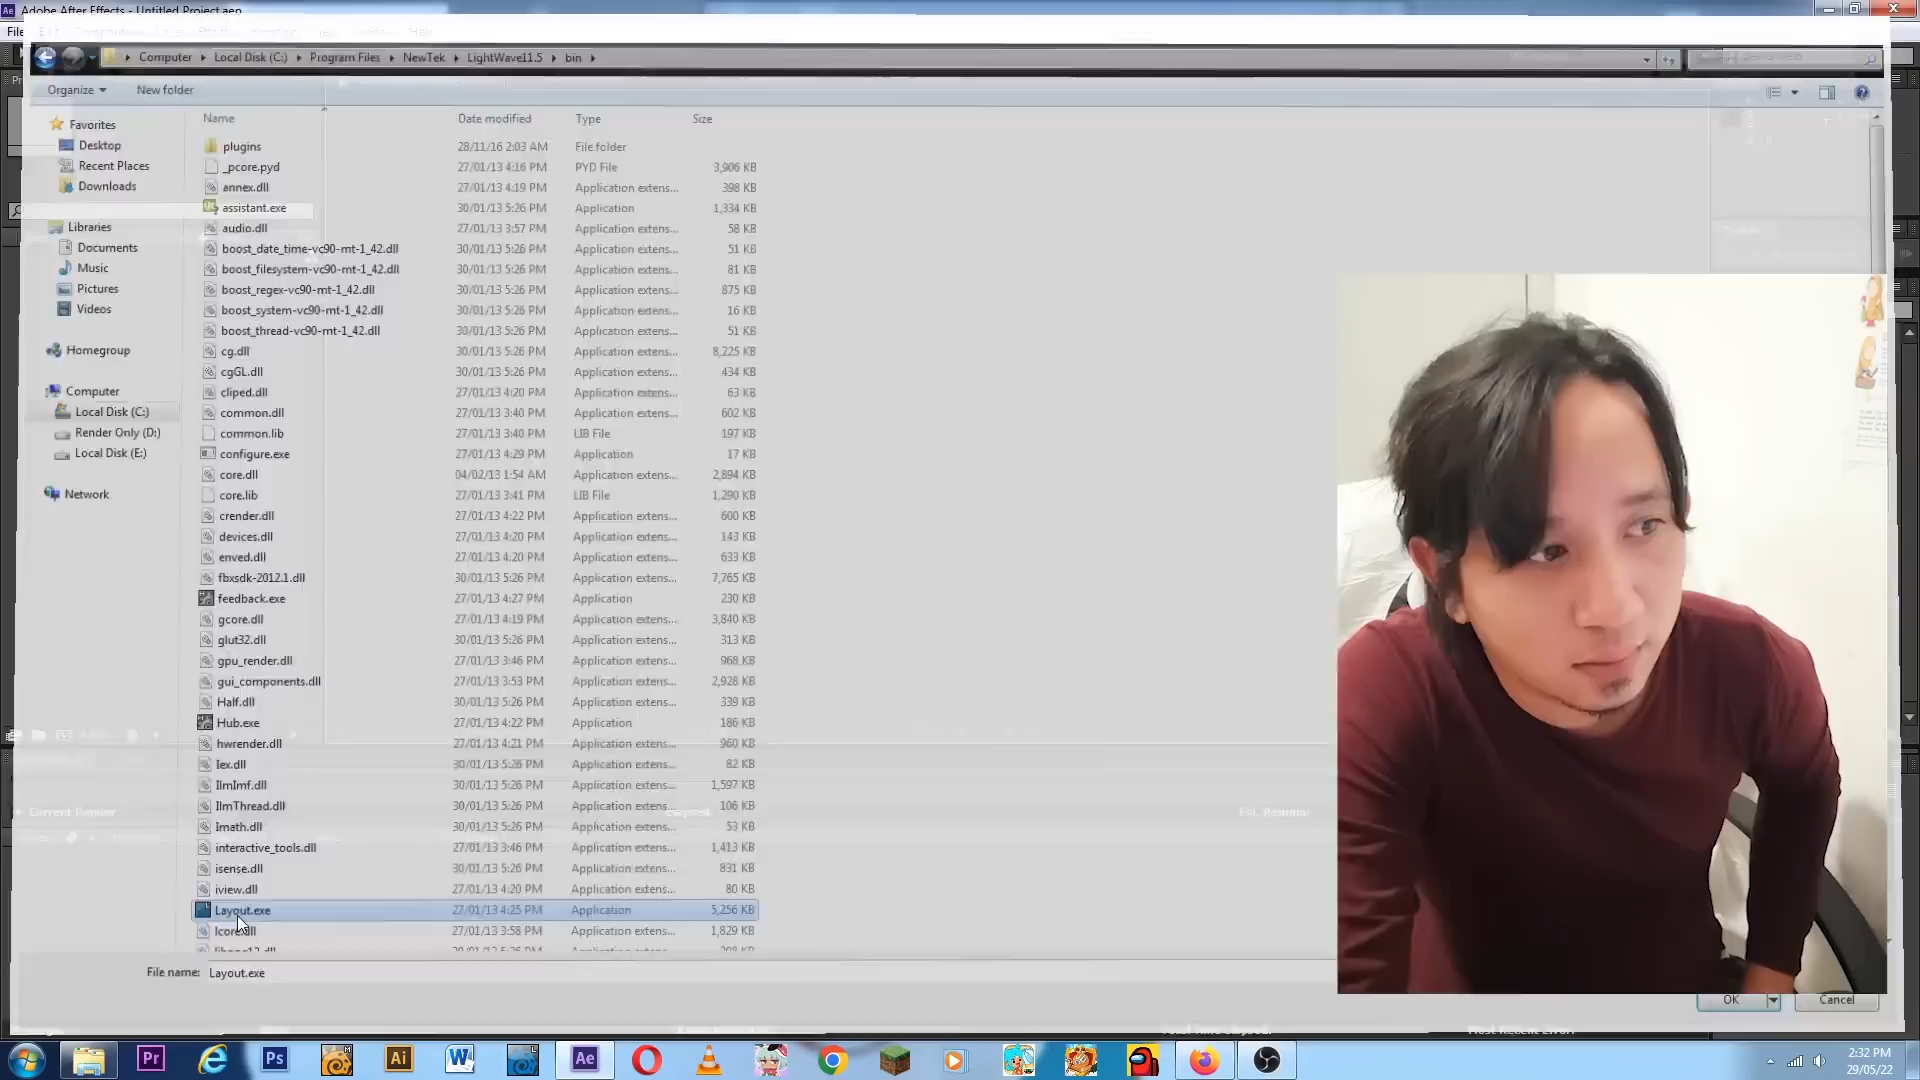 Adobe After Effects - Untitled Project.aep
File
Computer Local Disk (C:) Program Files NewTek LightWave11.5 bin
Organize New folder
Name Date modified Type Size
Favorites
Desktop
Recent Places
Downloads
Libraries
Documents
Music
Pictures
Videos
Homegroup
Computer
Local Disk (C:)
Render Only (D:)
Local Disk (E:)
Network
plugins 28/11/16 2:03 AM File folder
_pcore.pyd 27/01/13 4:16 PM PYD File 3,906 KB
annex.dll 27/01/13 4:19 PM Application extens... 398 KB
assistant.exe 30/01/13 5:26 PM Application 1,334 KB
audio.dll 27/01/13 3:57 PM Application extens... 58 KB
boost_date_time-vc90-mt-1_42.dll 30/01/13 5:26 PM Application extens... 51 KB
boost_filesystem-vc90-mt-1_42.dll 30/01/13 5:26 PM Application extens... 81 KB
boost_regex-vc90-mt-1_42.dll 30/01/13 5:26 PM Application extens... 875 KB
boost_system-vc90-mt-1_42.dll 30/01/13 5:26 PM Application extens... 16 KB
boost_thread-vc90-mt-1_42.dll 30/01/13 5:26 PM Application extens... 51 KB
cg.dll 30/01/13 5:26 PM Application extens... 8,225 KB
cgGL.dll 30/01/13 5:26 PM Application extens... 434 KB
cliped.dll 27/01/13 4:20 PM Application extens... 63 KB
common.dll 27/01/13 3:40 PM Application extens... 602 KB
common.lib 27/01/13 3:40 PM LIB File 197 KB
configure.exe 27/01/13 4:29 PM Application 17 KB
core.dll 04/02/13 1:54 AM Application extens... 2,894 KB
core.lib 27/01/13 3:41 PM LIB File 1,290 KB
crender.dll 27/01/13 4:22 PM Application extens... 600 KB
devices.dll 27/01/13 4:20 PM Application extens... 143 KB
enved.dll 27/01/13 4:20 PM Application extens... 633 KB
fbxsdk-2012.1.dll 30/01/13 5:26 PM Application extens... 7,765 KB
feedback.exe 27/01/13 4:27 PM Application 230 KB
gcore.dll 27/01/13 4:19 PM Application extens... 3,840 KB
glut32.dll 30/01/13 5:26 PM Application extens... 313 KB
gpu_render.dll 27/01/13 3:46 PM Application extens... 968 KB
gui_components.dll 27/01/13 3:53 PM Application extens... 2,928 KB
Half.dll 30/01/13 5:26 PM Application extens... 339 KB
Hub.exe 27/01/13 4:22 PM Application 186 KB
hwrender.dll 27/01/13 4:21 PM Application extens... 960 KB
Iex.dll 30/01/13 5:26 PM Application extens... 82 KB
IlmImf.dll 30/01/13 5:26 PM Application extens... 1,597 KB
IlmThread.dll 30/01/13 5:26 PM Application extens... 106 KB
Imath.dll 30/01/13 5:26 PM Application extens... 53 KB
interactive_tools.dll 27/01/13 3:46 PM Application extens... 1,413 KB
isense.dll 30/01/13 5:26 PM Application extens... 831 KB
iview.dll 27/01/13 4:20 PM Application extens... 80 KB
Layout.exe 27/01/13 4:25 PM Application 5,256 KB
lcore.dll 27/01/13 3:58 PM Application extens... 1,829 KB
Current Render Elapsed: Est. Remain:
File name: Layout.exe
OK Cancel
Pr Ps Ai W Ae
2:32 PM
29/05/22